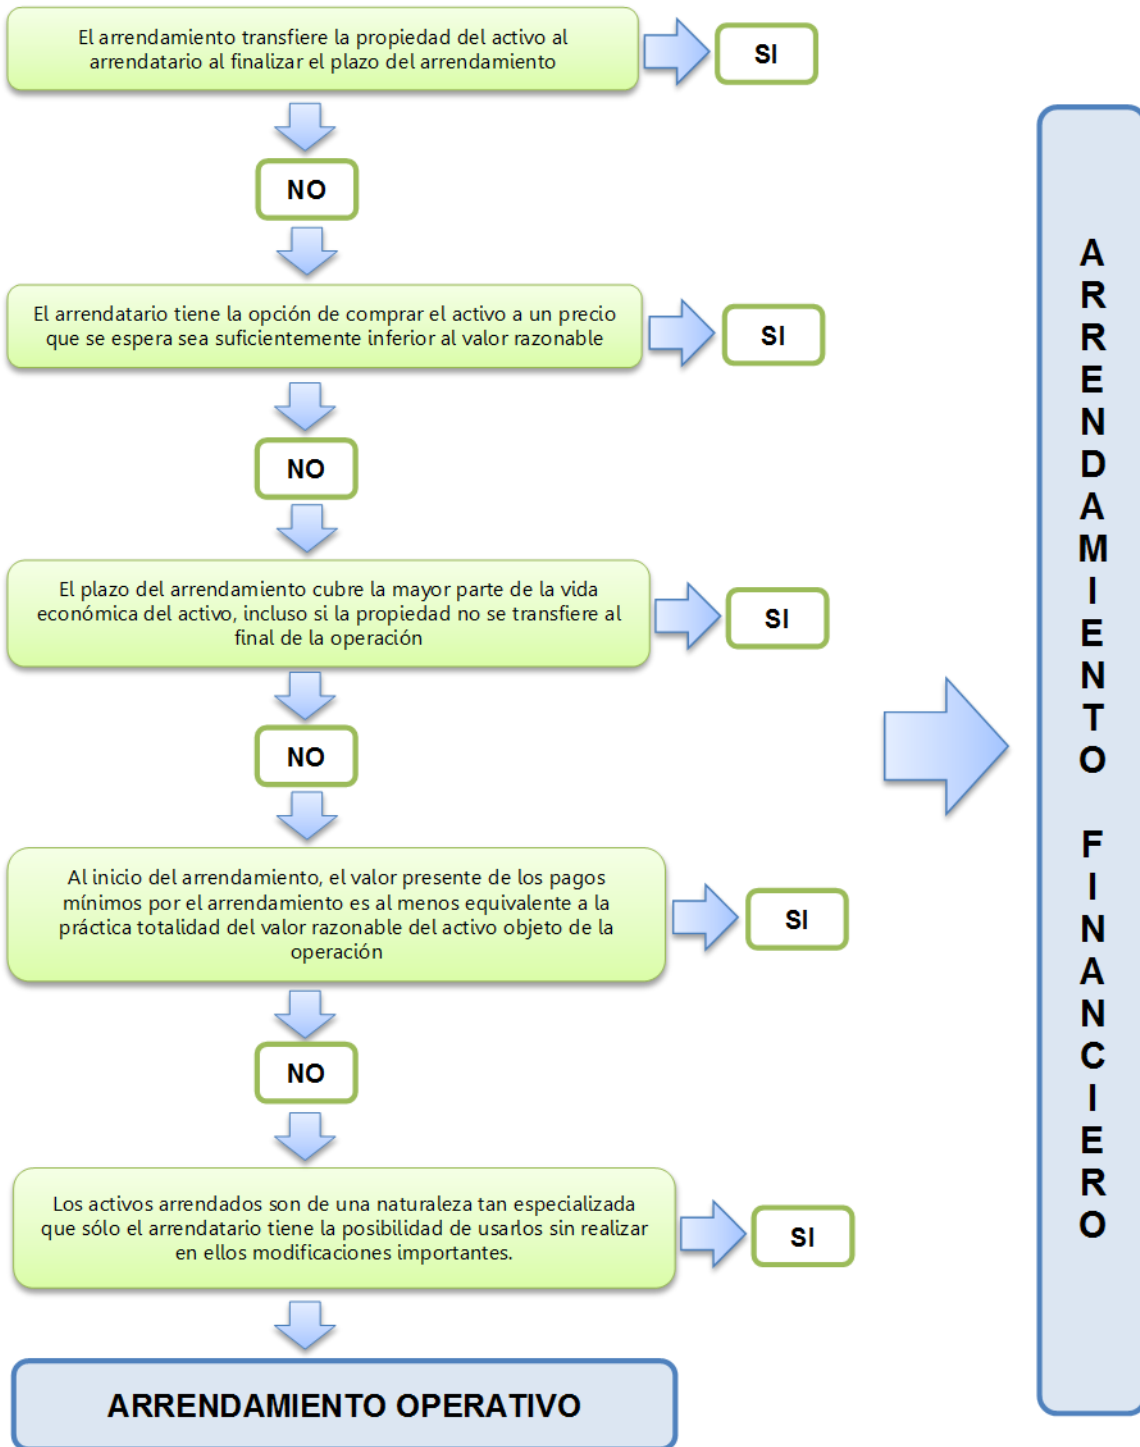 El arrendamiento transfiere la propiedad del activo al
arrendatario al finalizar el plazo del arrendamiento
SI
NO
El arrendatario tiene la opción de comprar el activo a un precio
que se espera sea suficientemente inferior al valor razonable
SI
NO
El plazo del arrendamiento cubre la mayor parte de la vida
económica del activo, incluso si la propiedad no se transfiere al
final de la operación
SI
NO
Al inicio del arrendamiento, el valor presente de los pagos
mínimos por el arrendamiento es al menos equivalente a la
práctica totalidad del valor razonable del activo objeto de la
operación
SI
NO
Los activos arrendados son de una naturaleza tan especializada
que sólo el arrendatario tiene la posibilidad de usarlos sin realizar
en ellos modificaciones importantes.
SI
ARRENDAMIENTO OPERATIVO
ARRENDAMIENTO FINANCIERO